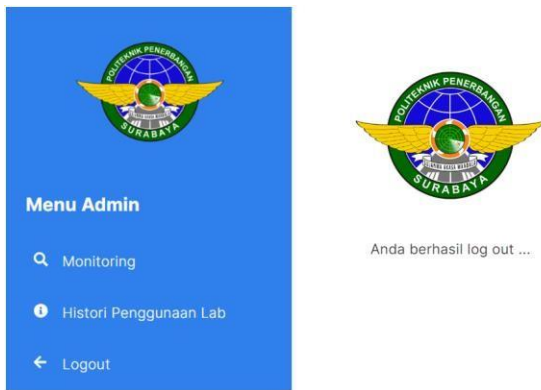 POLITEKNIK PENERBANGAN
SURABAYA
Menu Admin
Monitoring
Histori Penggunaan Lab
Logout
POLITEKNIK PENERBANGAN
SURABAYA
Anda berhasil log out ...